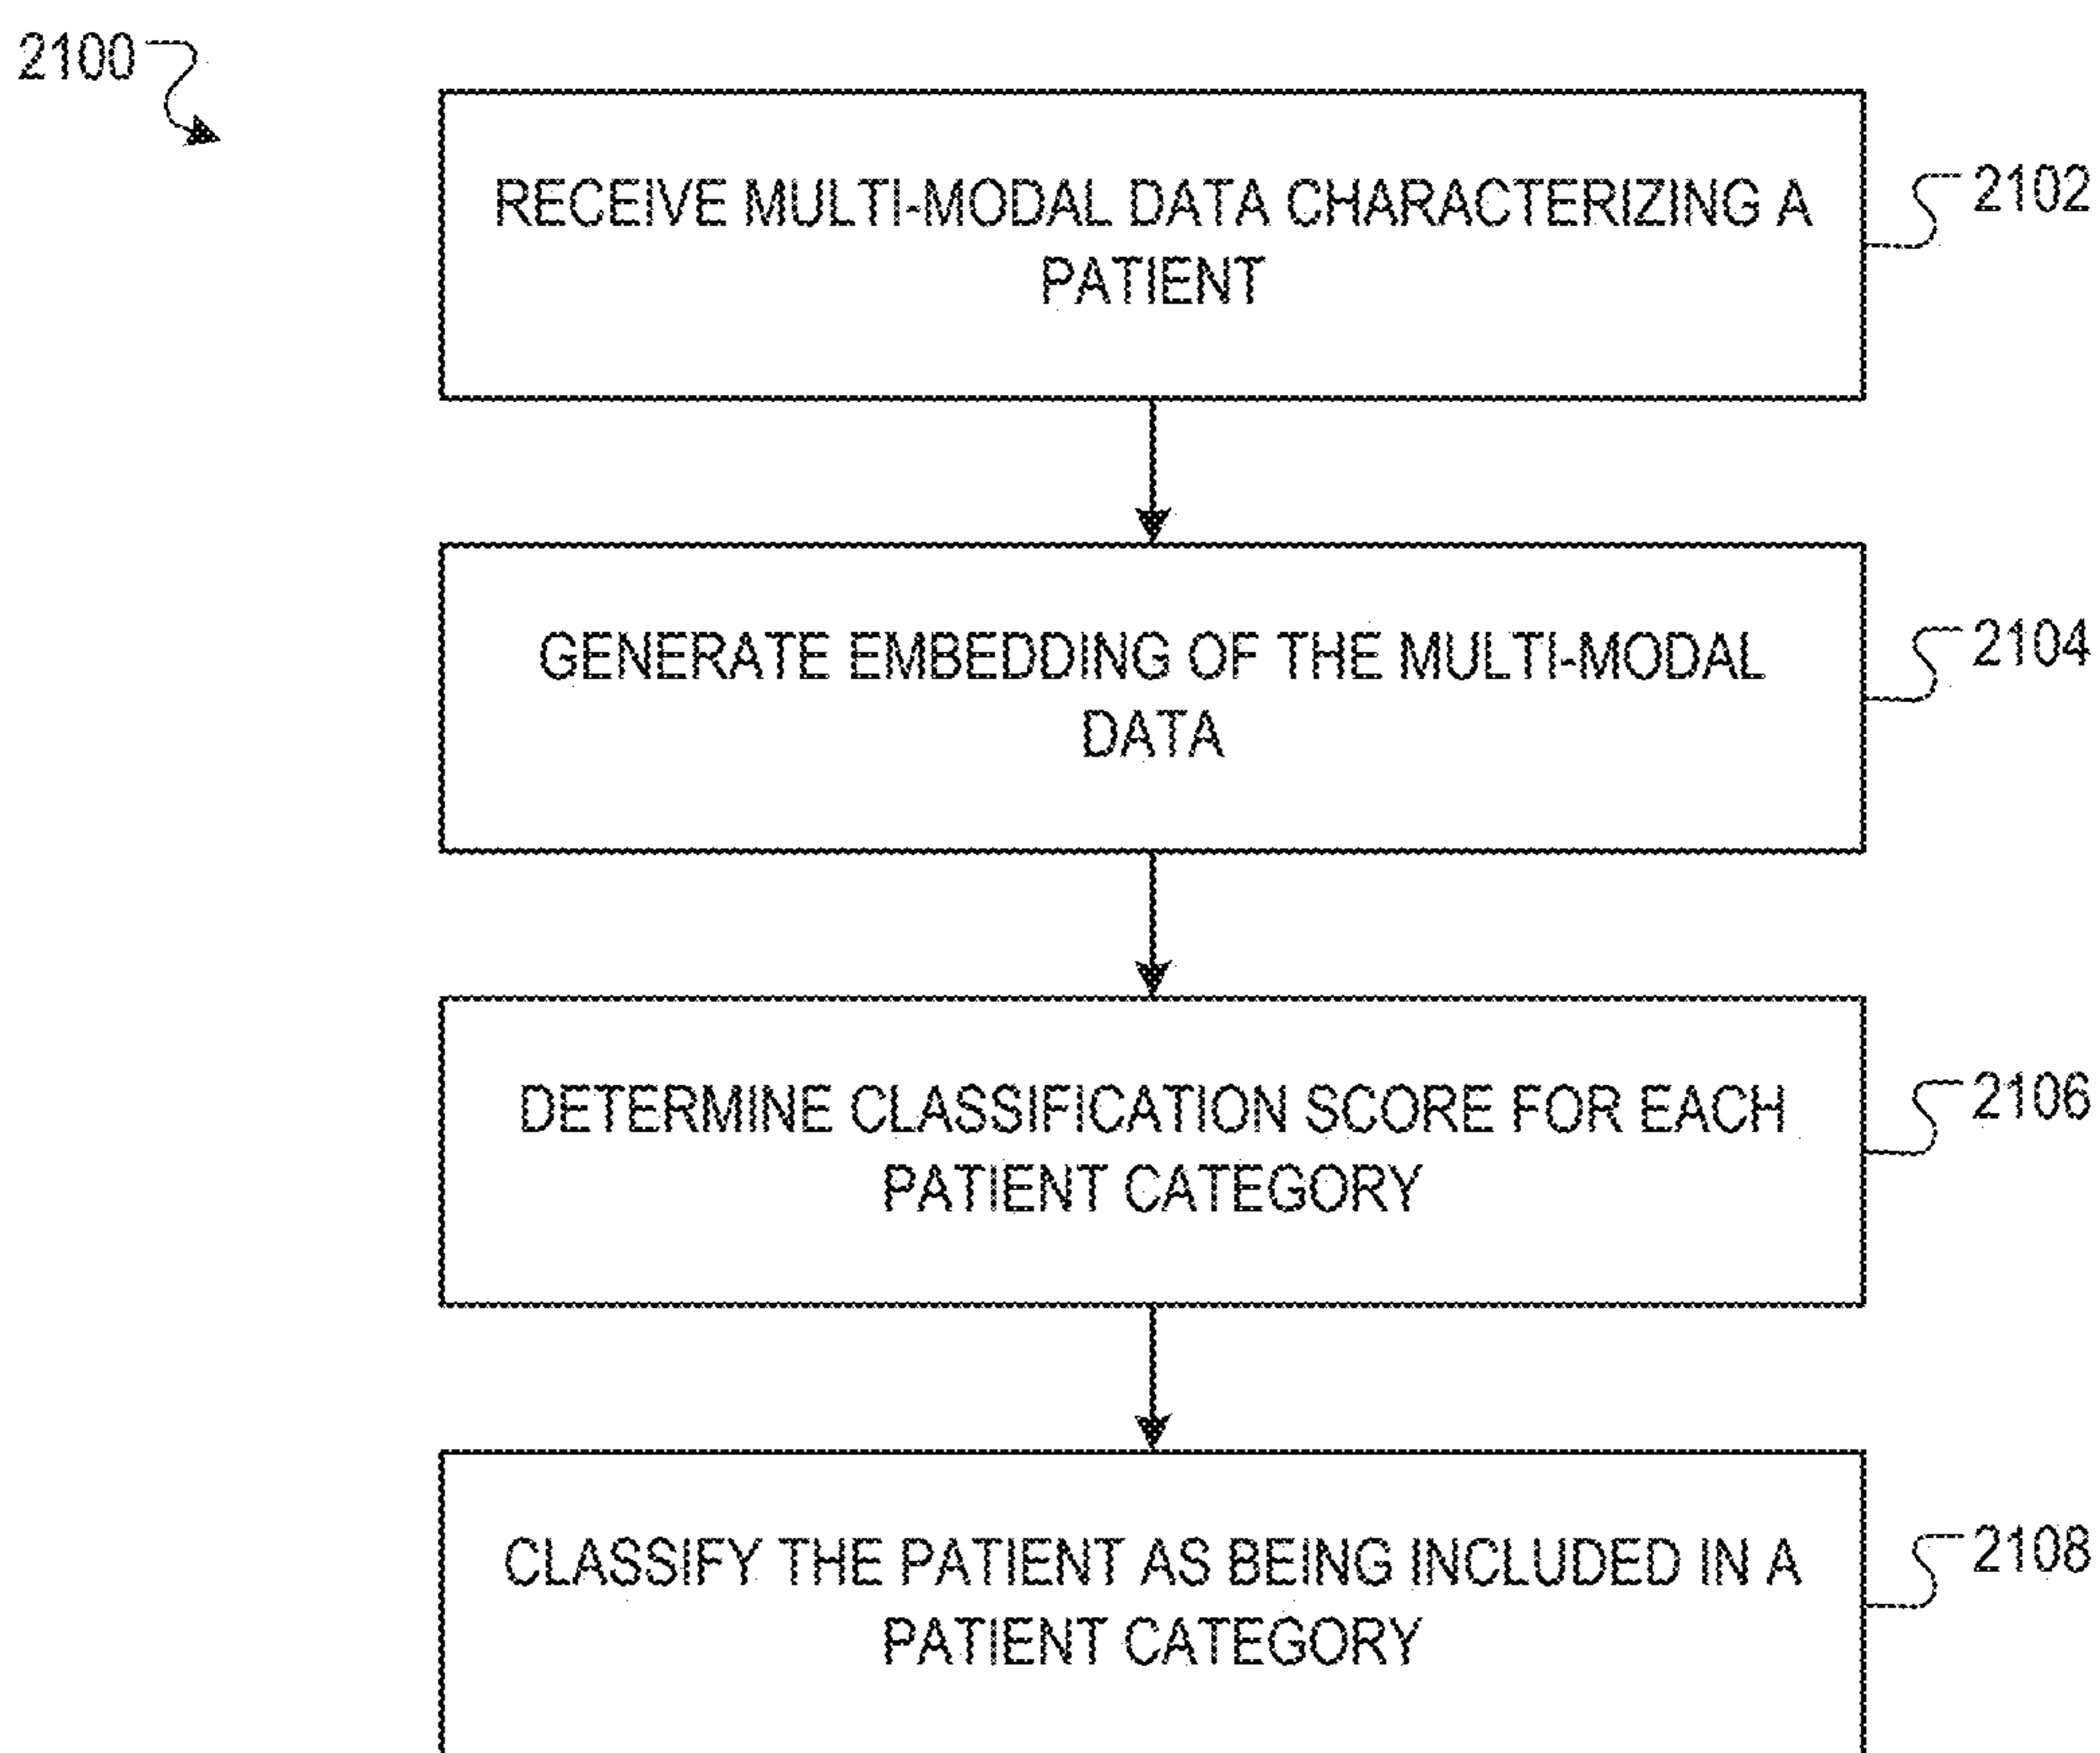 2100
RECEIVE MULTI-MODAL DATA CHARACTERIZING A
PATIENT
2102
GENERATE EMBEDDING OF THE MULTI-MODAL
DATA
2104
DETERMINE CLASSIFICATION SCORE FOR EACH
PATIENT CATEGORY
2106
CLASSIFY THE PATIENT AS BEING INCLUDED IN A
PATIENT CATEGORY
2108